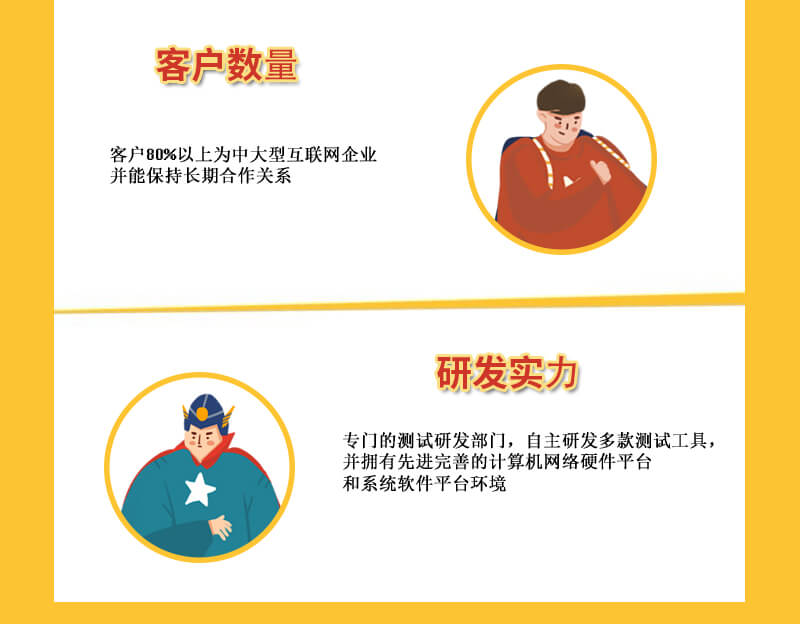 客户数量
客户80%以上为中大型互联网企业
并能保持长期合作关系
研发实力
专门的测试研发部门，自主研发多款测试工具，
并拥有先进完善的计算机网络硬件平台
和系统软件平台环境